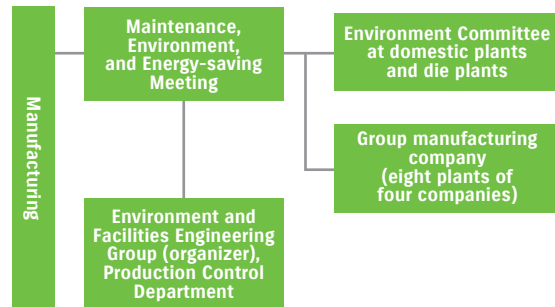 Manufacturing
Maintenance,
Environment,
and Energy-saving
Meeting
Environment Committee
at domestic plants
and die plants
Group manufacturing
company
(eight plants of
four companies)
Environment and
Facilities Engineering
Group (organizer),
Production Control
Department